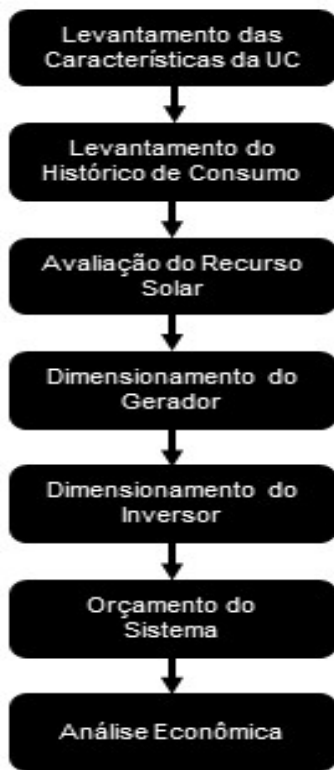 Levantamento das
Características da UC
Levantamento do
Histórico de Consumo
Avaliação do Recurso
Solar
Dimensionamento do
Gerador
Dimensionamento do
Inversor
Orçamento do
Sistema
Análise Econômica